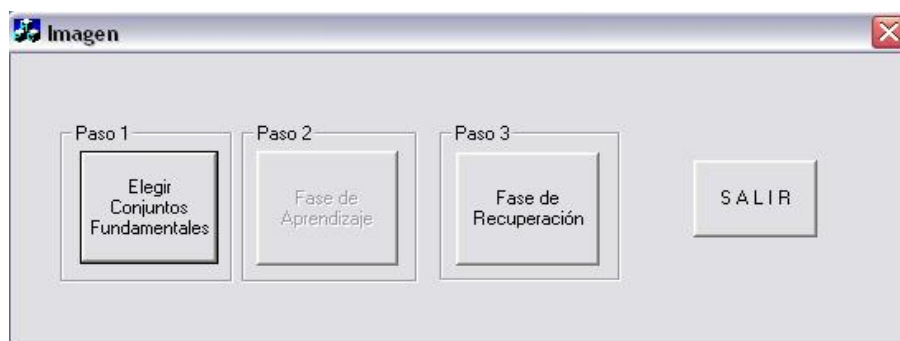 Imagen
Paso 1
Elegir
Conjuntos
Fundamentales
Paso 2
Fase de
Aprendizaje
Paso 3
Fase de
Recuperación
SALIR